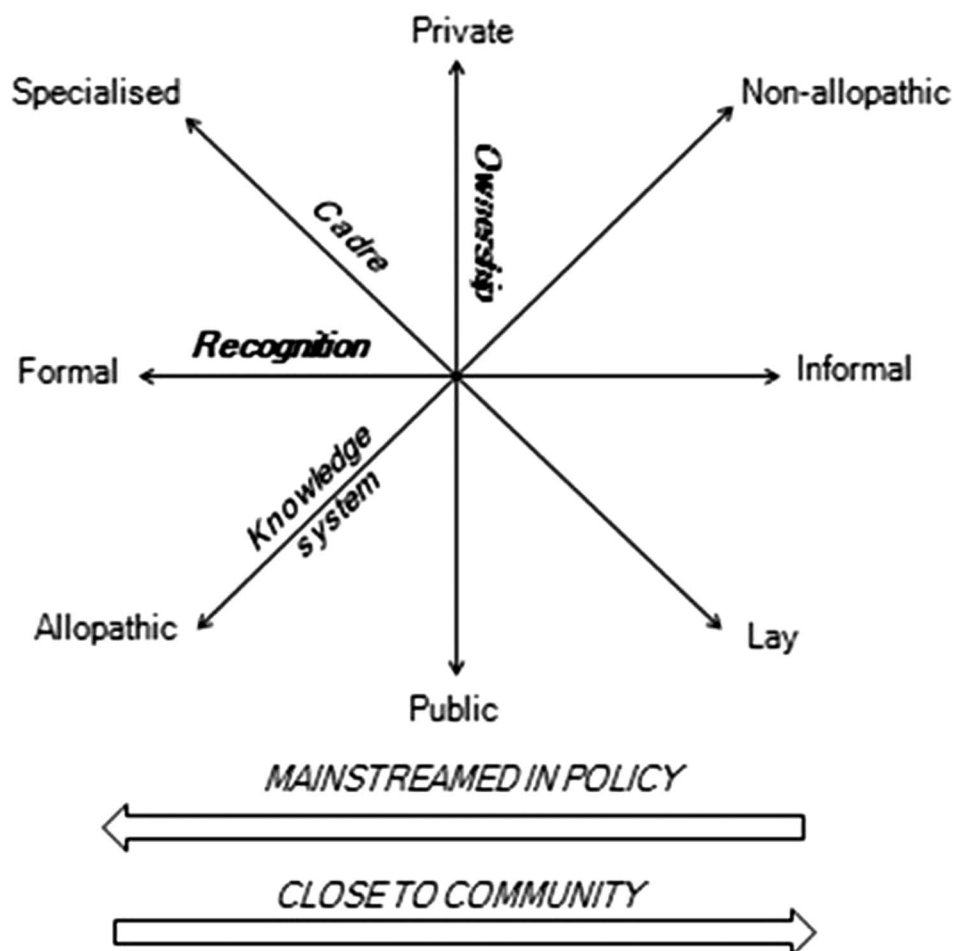 Private
Specialised
Non-allopathic
Ownership
Cadre
Recognition
Formal
Informal
Knowledge
system
Allopathic
Lay
Public
MAINSTREAMED IN POLICY
CLOSE TO COMMUNITY